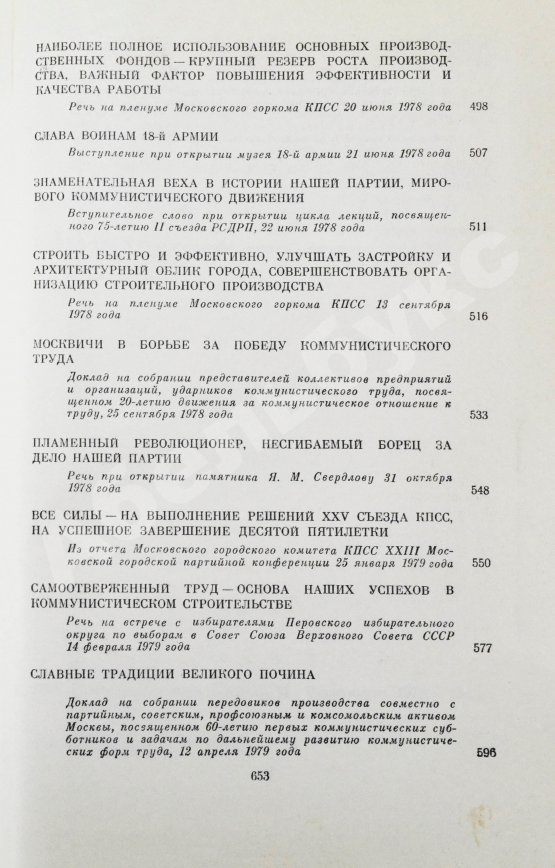 НАИБОЛЕЕ ПОЛНОЕ ИСПОЛЬЗОВАНИЕ ОСНОВНЫХ ПРОИЗВОД-
СТВЕННЫХ ФОНДОВ — КРУПНЫЙ РЕЗЕРВ РОСТА ПРОИЗВОД-
СТВА, ВАЖНЫЙ ФАКТОР ПОВЫШЕНИЯ ЭФФЕКТИВНОСТИ И
КАЧЕСТВА РАБОТЫ
Речь на пленуме Московского горкома КПСС 20 июня 1978 года 498
СЛАВА ВОИНАМ 18-й АРМИИ
Выступление при открытии музея 18-й армии 21 июня 1978 года 507
ЗНАМЕНАТЕЛЬНАЯ ВЕХА В ИСТОРИИ НАШЕЙ ПАРТИИ, МИРО-
ВОГО КОММУНИСТИЧЕСКОГО ДВИЖЕНИЯ
Вступительное слово при открытии цикла лекций, посвящен-
ного 75-летию II съезда РСДРП, 22 июня 1978 года 511
СТРОИТЬ БЫСТРО И ЭФФЕКТИВНО, УЛУЧШАТЬ ЗАСТРОЙКУ И
АРХИТЕКТУРНЫЙ ОБЛИК ГОРОДА, СОВЕРШЕНСТВОВАТЬ ОРГА-
НИЗАЦИЮ СТРОИТЕЛЬНОГО ПРОИЗВОДСТВА
Речь на пленуме Московского горкома КПСС 13 сентября
1978 года 516
МОСКВИЧИ В БОРЬБЕ ЗА ПОБЕДУ КОММУНИСТИЧЕСКОГО
ТРУДА
Доклад на собрании представителей коллективов предприятий
и организаций, ударников коммунистического труда, посвя-
щенном 20-летию движения за коммунистическое отношение к
труду, 25 сентября 1978 года 533
ПЛАМЕННЫЙ РЕВОЛЮЦИОНЕР, НЕСГИБАЕМЫЙ БОРЕЦ ЗА
ДЕЛО НАШЕЙ ПАРТИИ
Речь при открытии памятника Я. М. Свердлову 31 октября
1978 года 548
ВСЕ СИЛЫ — НА ВЫПОЛНЕНИЕ РЕШЕНИЙ XXV СЪЕЗДА КПСС,
НА УСПЕШНОЕ ЗАВЕРШЕНИЕ ДЕСЯТОЙ ПЯТИЛЕТКИ
Из отчета Московского городского комитета КПСС XXIII Мос-
ковской городской партийной конференции 25 января 1979 года 550
САМООТВЕРЖЕННЫЙ ТРУД — ОСНОВА НАШИХ УСПЕХОВ В
КОММУНИСТИЧЕСКОМ СТРОИТЕЛЬСТВЕ
Речь на встрече с избирателями Перовского избирательного
округа по выборам в Совет Союза Верховного Совета СССР
14 февраля 1979 года 577
СЛАВНЫЕ ТРАДИЦИИ ВЕЛИКОГО ПОЧИНА
Доклад на собрании передовиков производства совместно с
партийным, советским, профсоюзным и комсомольским активом
Москвы, посвященном 60-летию первых коммунистических суб-
ботников и задачам по дальнейшему развитию коммунистиче-
ских форм труда, 12 апреля 1979 года 596
653